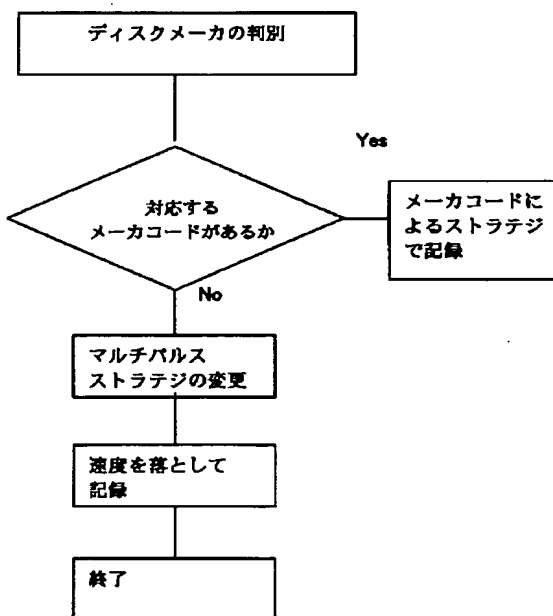 ディスクメーカの判別
Yes
対応する
メーカコードがあるか
メーカコードに
よるストラテジ
で記録
No
マルチパルス
ストラテジの変更
速度を落として
記録
終了